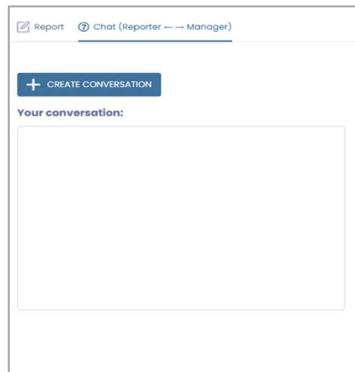 Report Chat (Reporter ← → Manager)
CREATE CONVERSATION
Your conversation: